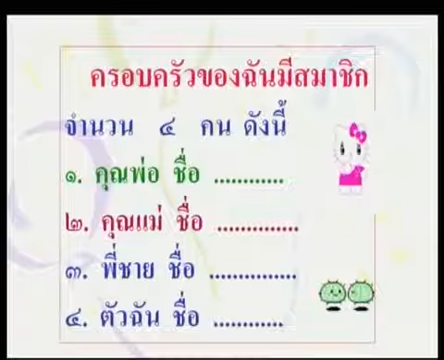 ครอบครัวของฉันมีสมาชิก
จำนวน ๔ คน ดังนี้
๑. คุณพ่อ ชื่อ ............
๒. คุณแม่ ชื่อ ..............
๓. พี่ชาย ชื่อ ...............
๔. ตัวฉัน ชื่อ ............